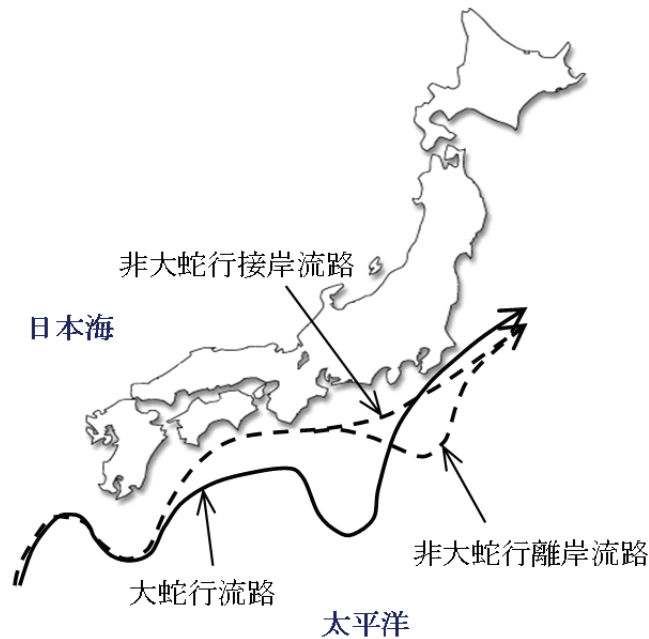 非大蛇行接岸流路
日本海
非大蛇行離岸流路
大蛇行流路
太平洋